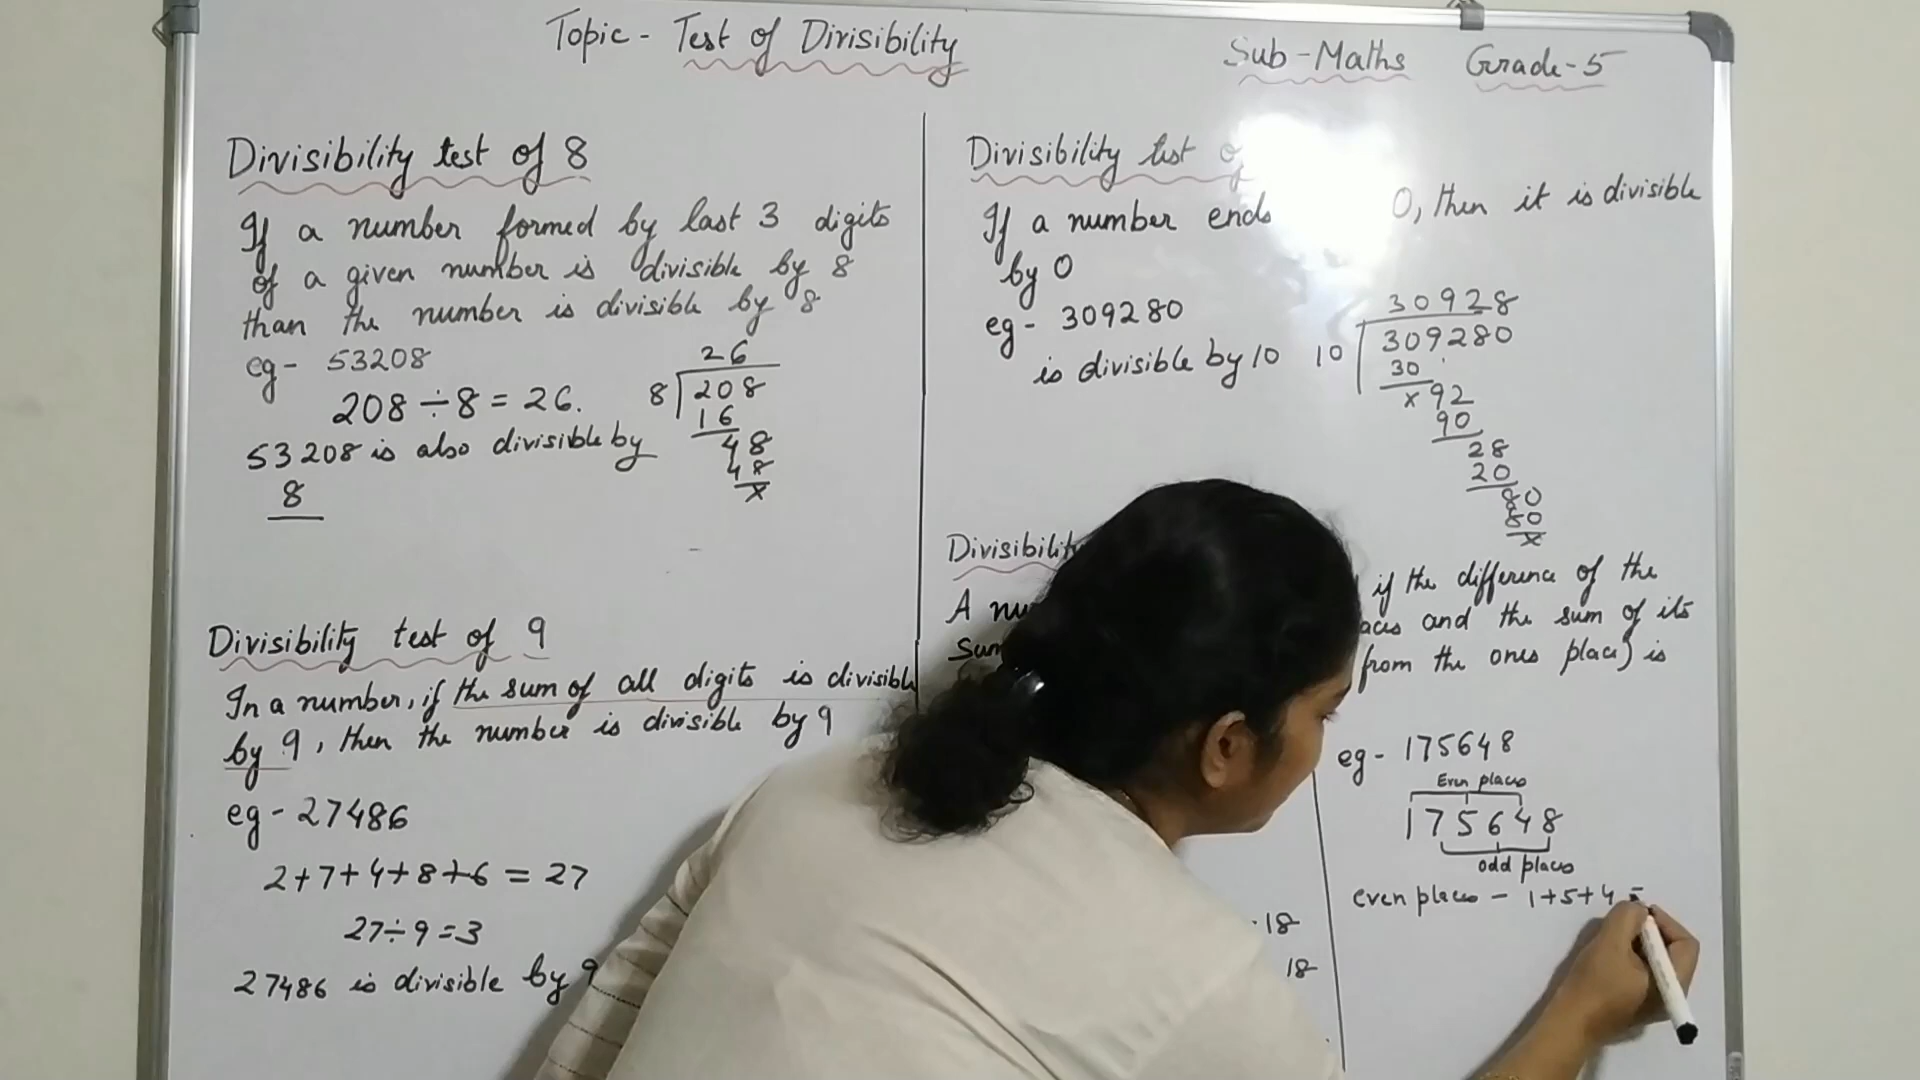 Topic - Test of Divisibility
Sub - Maths Grade - 5
Divisibility test of 8
If a number formed by last 3 digits
of a given number is divisible by 8
than the number is divisible by 8
eg - 53208
208 ÷ 8 = 26.
53208 is also divisible by
8
26
8 208
16
48
48
x
Divisibility test of 9
In a number, if the sum of all digits is divisible
by 9, then the number is divisible by 9
eg - 27486
2+7+4+8+6 = 27
27 ÷ 9 = 3
27486 is divisible by 9
Divisibility test
If a number ends 0, then it is divisible
by 0
eg - 309280
is divisible by 10
30928
10 309280
30
x 92
90
28
20
80
80
x
A
if the difference of the
and the sum of its
from the ones place) is
18
18
eg - 175648
Even places
175648
odd places
even places - 1+5+4